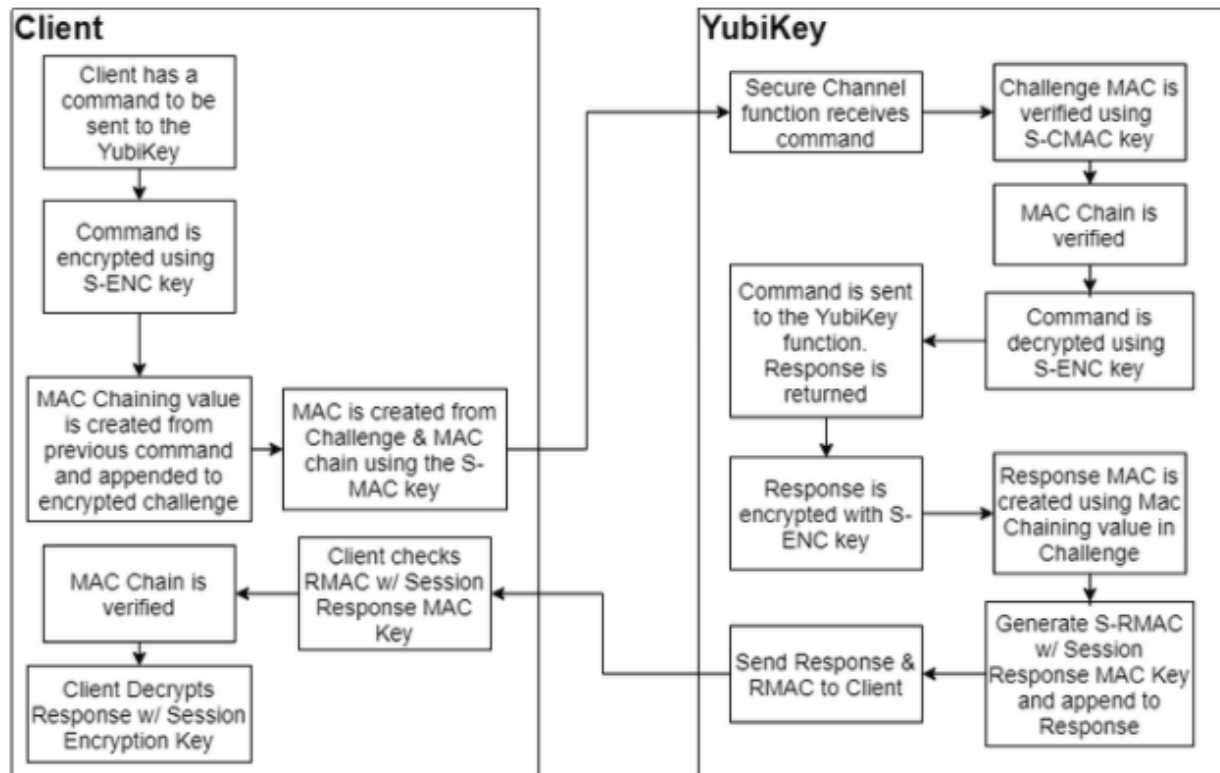 Client
Client has a
command to be
sent to the
YubiKey
Command is
encrypted using
S-ENC key
MAC Chaining value
is created from
previous command
and appended to
encrypted challenge
MAC is created from
Challenge & MAC
chain using the S-
MAC key
Client checks
RMAC w/ Session
Response MAC
Key
MAC Chain is
verified
Client Decrypts
Response w/ Session
Encryption Key
YubiKey
Secure Channel
function receives
command
Challenge MAC is
verified using
S-CMAC key
MAC Chain is
verified
Command is
decrypted using
S-ENC key
Command is sent
to the YubiKey
function.
Response is
returned
Response is
encrypted with S-
ENC key
Response MAC is
created using Mac
Chaining value in
Challenge
Generate S-RMAC
w/ Session
Response MAC Key
and append to
Response
Send Response &
RMAC to Client